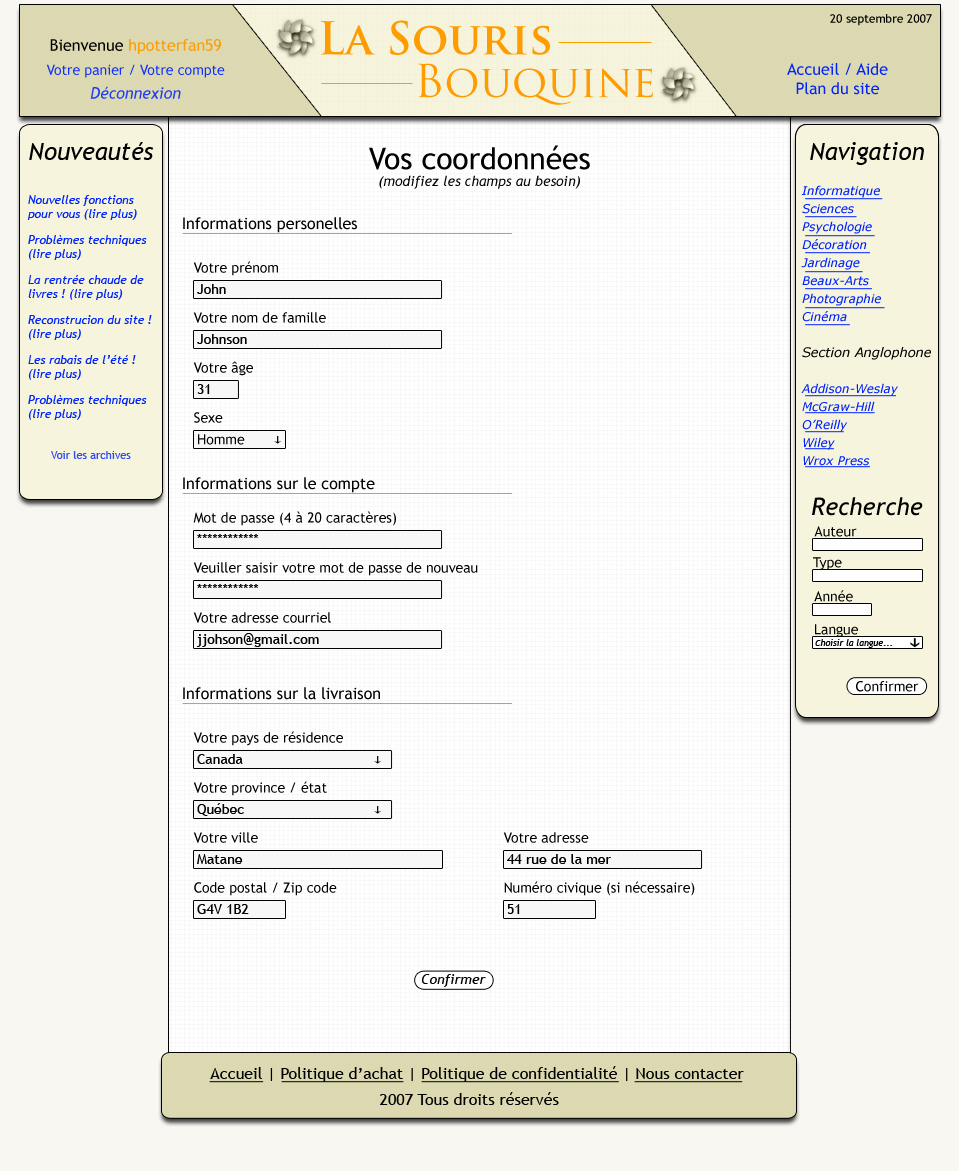 Bienvenue hpotterfan59
Votre panier / Votre compte
Déconnexion
La Souris
Bouquine
20 septembre 2007
Accueil / Aide
Plan du site
Nouveautés
Nouvelles fonctions
pour vous (lire plus)
Problèmes techniques
(lire plus)
La rentrée chaude de
livres ! (lire plus)
Reconstrucion du site !
(lire plus)
Les rabais de l'été !
(lire plus)
Problèmes techniques
(lire plus)
Voir les archives
Vos coordonnées
(modifiez les champs au besoin)
Informations personelles
Votre prénom
John
Votre nom de famille
Johnson
Votre âge
31
Sexe
Homme ↓
Informations sur le compte
Mot de passe (4 à 20 caractères)
************
Veuiller saisir votre mot de passe de nouveau
************
Votre adresse courriel
jjohson@gmail.com
Informations sur la livraison
Votre pays de résidence
Canada ↓
Votre province / état
Québec ↓
Votre ville
Matane
Votre adresse
44 rue de la mer
Code postal / Zip code
G4V 1B2
Numéro civique (si nécessaire)
51
Confirmer
Navigation
Informatique
Sciences
Psychologie
Décoration
Jardinage
Beaux-Arts
Photographie
Cinéma
Section Anglophone
Addison-Weslay
McGraw-Hill
O'Reilly
Wiley
Wrox Press
Recherche
Auteur
Type
Année
Langue
Choisir la langue... ↓
Confirmer
Accueil | Politique d'achat | Politique de confidentialité | Nous contacter
2007 Tous droits réservés